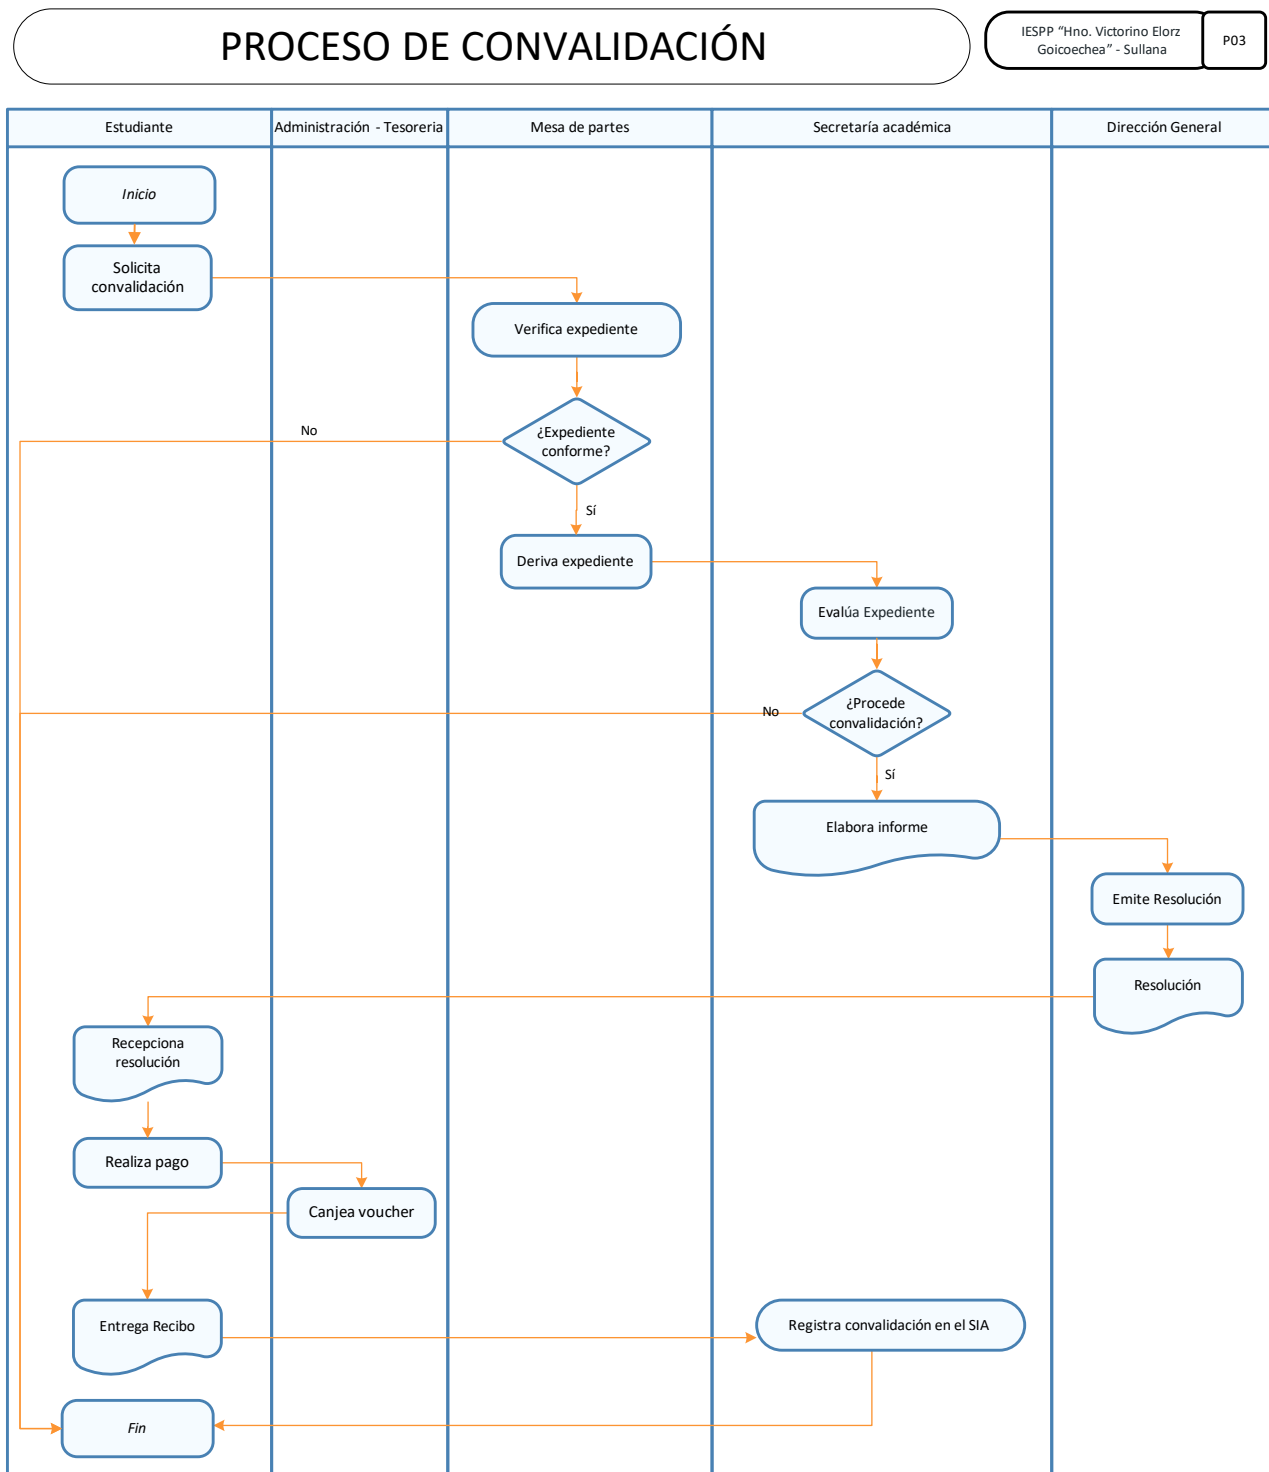 PROCESO DE CONVALIDACIÓN
IESPP “Hno. Victorino Elorz
Goicoechea” - Sullana
P03
Estudiante
Administración - Tesoreria
Mesa de partes
Secretaría académica
Dirección General
Inicio
Solicita
convalidación
Verifica expediente
¿Expediente
conforme?
No
Sí
Deriva expediente
Evalúa Expediente
¿Procede
convalidación?
No
Sí
Elabora informe
Emite Resolución
Resolución
Recepciona
resolución
Realiza pago
Canjea voucher
Entrega Recibo
Registra convalidación en el SIA
Fin